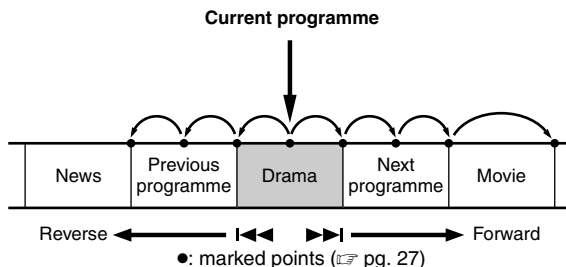 Current programme
News
Previous
programme
Drama
Next
programme
Movie
Reverse
Forward
●: marked points (☞ pg. 27)